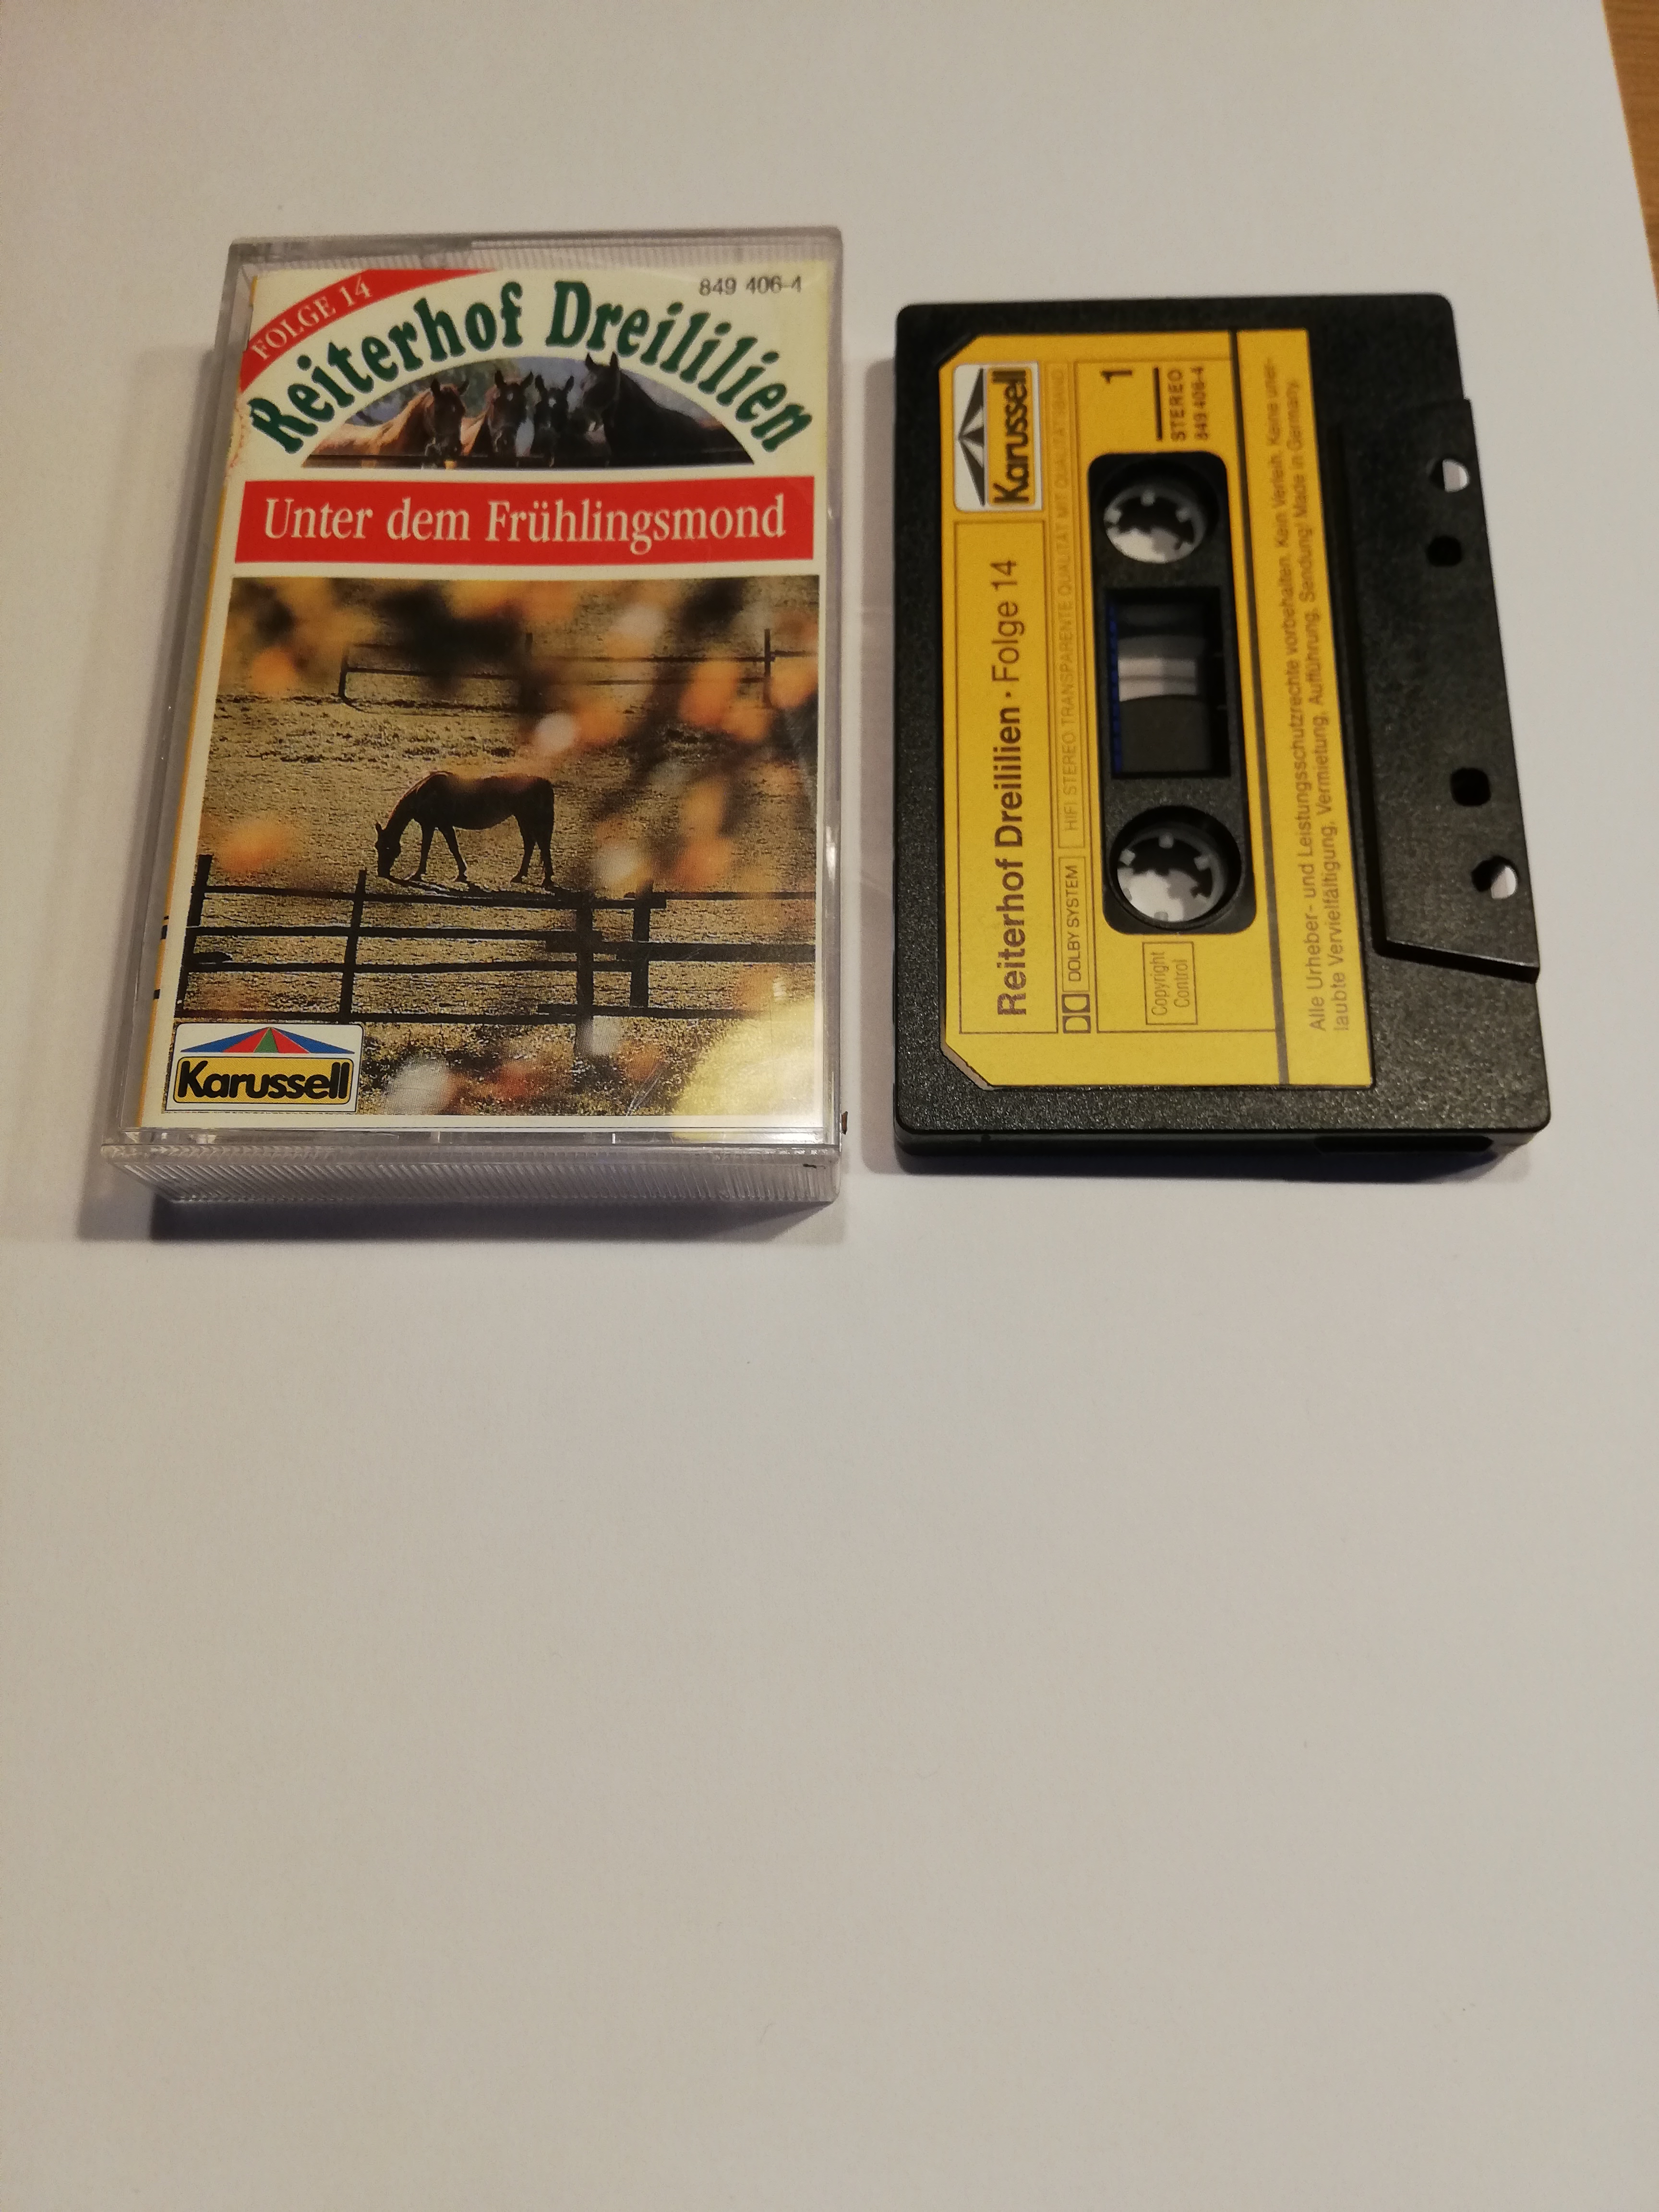 FOLGE 14
849 406-4
Reiterhof Dreililien
Unter dem Frühlingsmond
Karussell
Karussell
Reiterhof Dreililien · Folge 14
DOLBY SYSTEM
HIFI STEREO TRANSPARENTE QUALITÄT MIT QUALITÄTSBAND
1
STEREO
849 406-4
Copyright
Control
Alle Urheber- und Leistungsschutzrechte vorbehalten. Kein Verleih. Keine uner-
laubte Vervielfältigung, Vermietung, Aufführung, Sendung! Made in Germany.